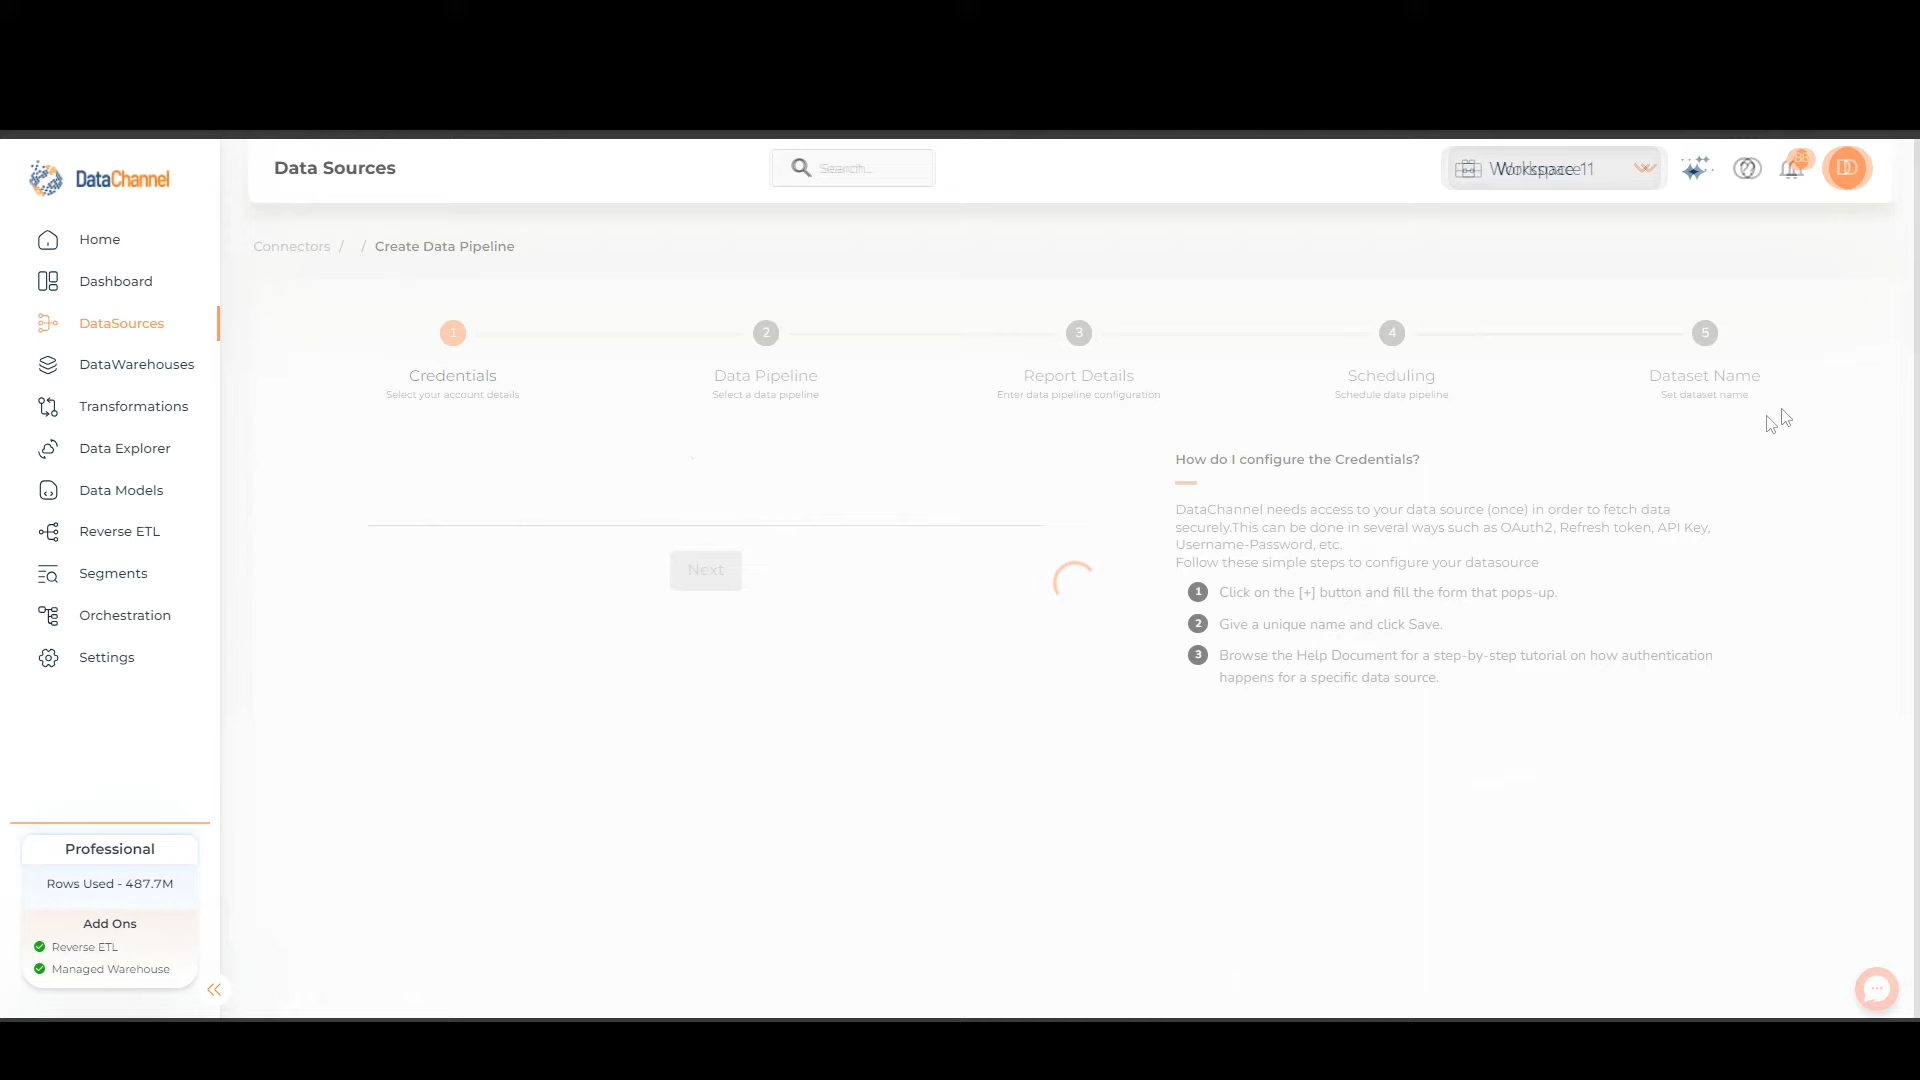 DataChannel
Data Sources
Search...
Home
Dashboard
DataSources
DataWarehouses
Transformations
Data Explorer
Data Models
Reverse ETL
Segments
Orchestration
Settings
Professional
Rows Used - 487.7M
Add Ons
Reverse ETL
Managed Warehouse
Connectors / / Create Data Pipeline
1
2
3
4
5
Credentials
Select your account details
Data Pipeline
Select a data pipeline
Report Details
Enter data pipeline configuration
Scheduling
Schedule data pipeline
Dataset Name
Set dataset name
Next
How do I configure the Credentials?
DataChannel needs access to your data source (once) in order to fetch data
securely.This can be done in several ways such as OAuth2, Refresh token, API Key,
Username-Password, etc.
Follow these simple steps to configure your datasource
1 Click on the [+] button and fill the form that pops-up.
2 Give a unique name and click Save.
3 Browse the Help Document for a step-by-step tutorial on how authentication
happens for a specific data source.